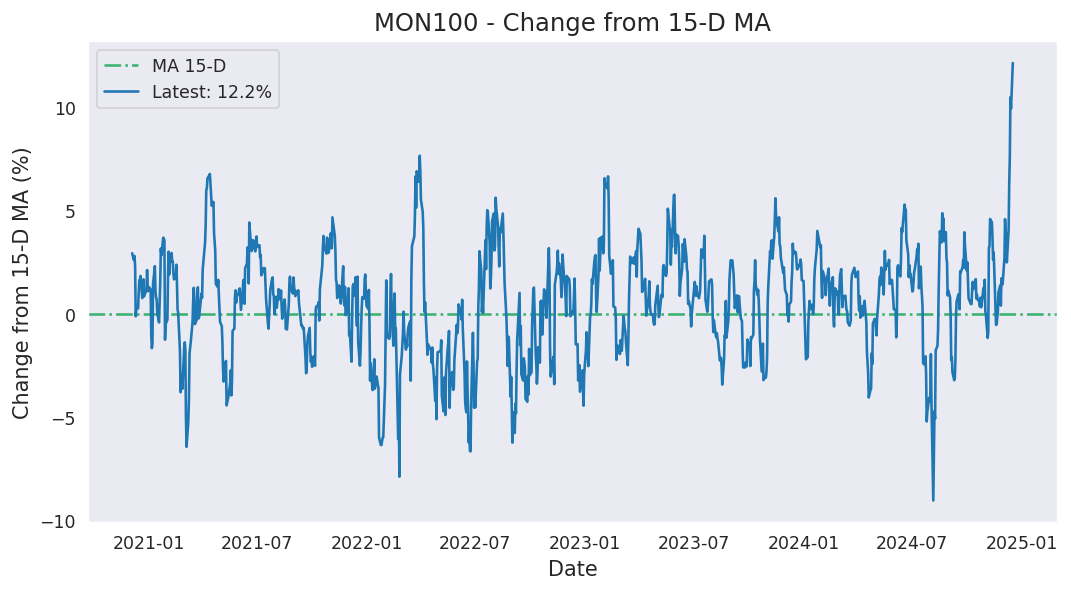 MON100 - Change from 15-D MA
MA 15-D
Latest: 12.2%
Change from 15-D MA (%)
10
5
0
−5
−10
2021-01 2021-07 2022-01 2022-07 2023-01 2023-07 2024-01 2024-07 2025-01
Date